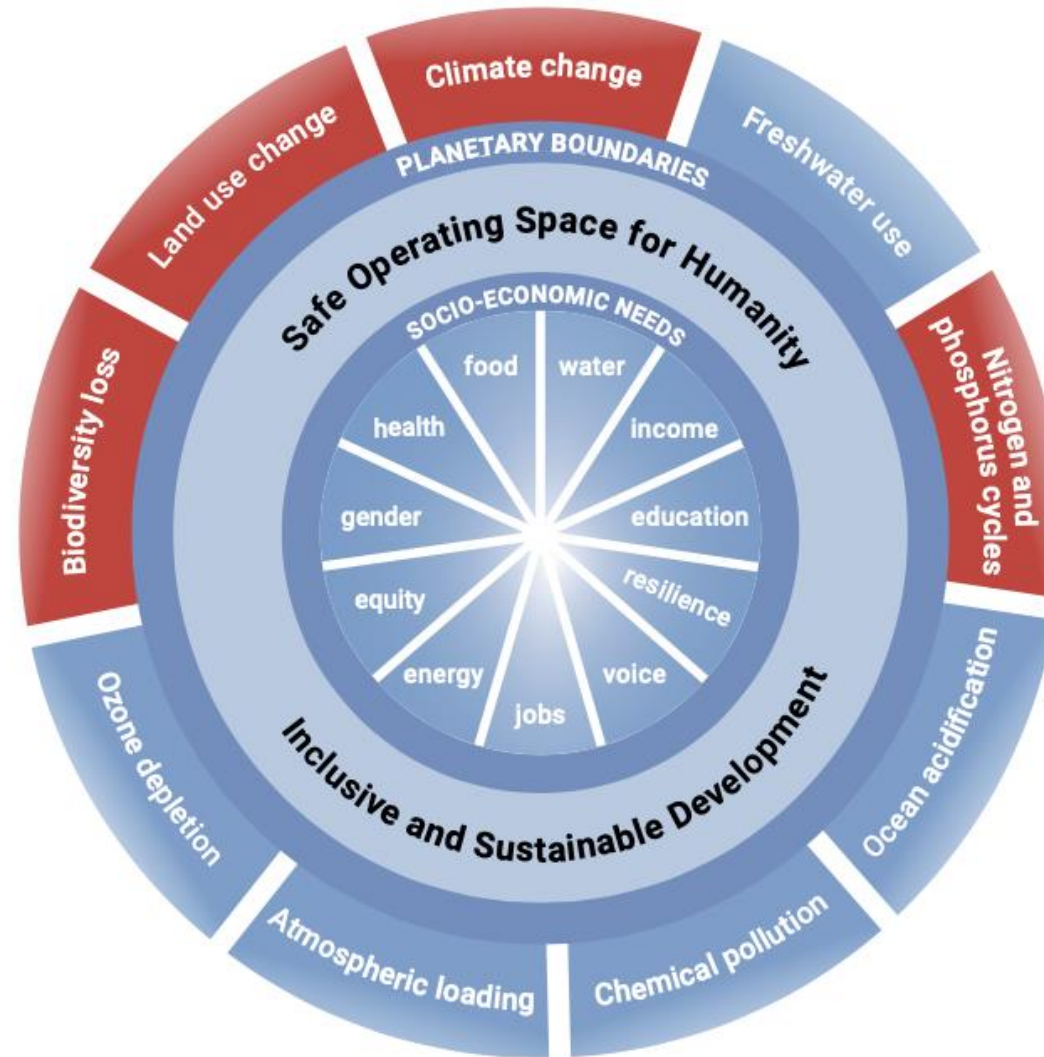 Climate change
Freshwater use
Nitrogen and
phosphorus cycles
Ocean acidification
Chemical pollution
Atmospheric loading
Ozone depletion
Biodiversity loss
Land use change
PLANETARY BOUNDARIES
Safe Operating Space for Humanity
Inclusive and Sustainable Development
SOCIO-ECONOMIC NEEDS
water
income
education
resilience
voice
jobs
energy
equity
gender
health
food